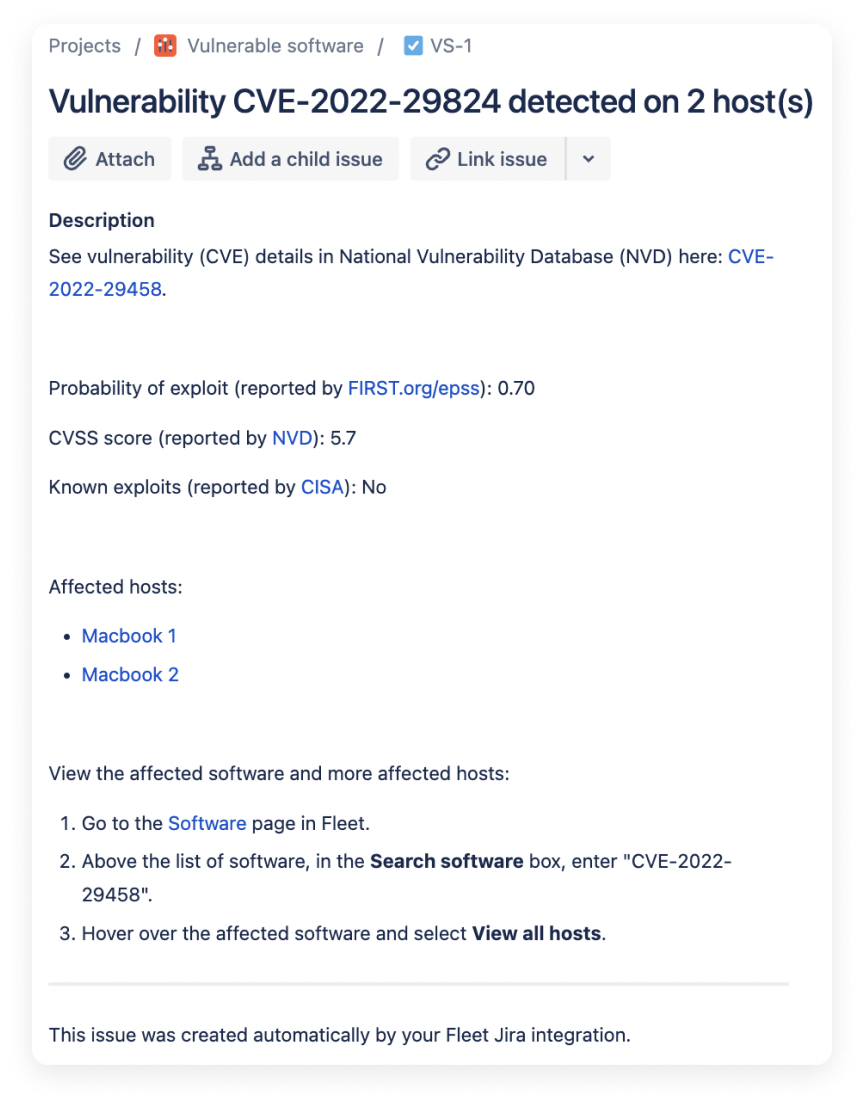 Projects / Vulnerable software / VS-1
Vulnerability CVE-2022-29824 detected on 2 host(s)
Attach Add a child issue Link issue
Description
See vulnerability (CVE) details in National Vulnerability Database (NVD) here: CVE-
2022-29458.
Probability of exploit (reported by FIRST.org/epss): 0.70
CVSS score (reported by NVD): 5.7
Known exploits (reported by CISA): No
Affected hosts:
• Macbook 1
• Macbook 2
View the affected software and more affected hosts:
1. Go to the Software page in Fleet.
2. Above the list of software, in the Search software box, enter "CVE-2022-
29458".
3. Hover over the affected software and select View all hosts.
This issue was created automatically by your Fleet Jira integration.